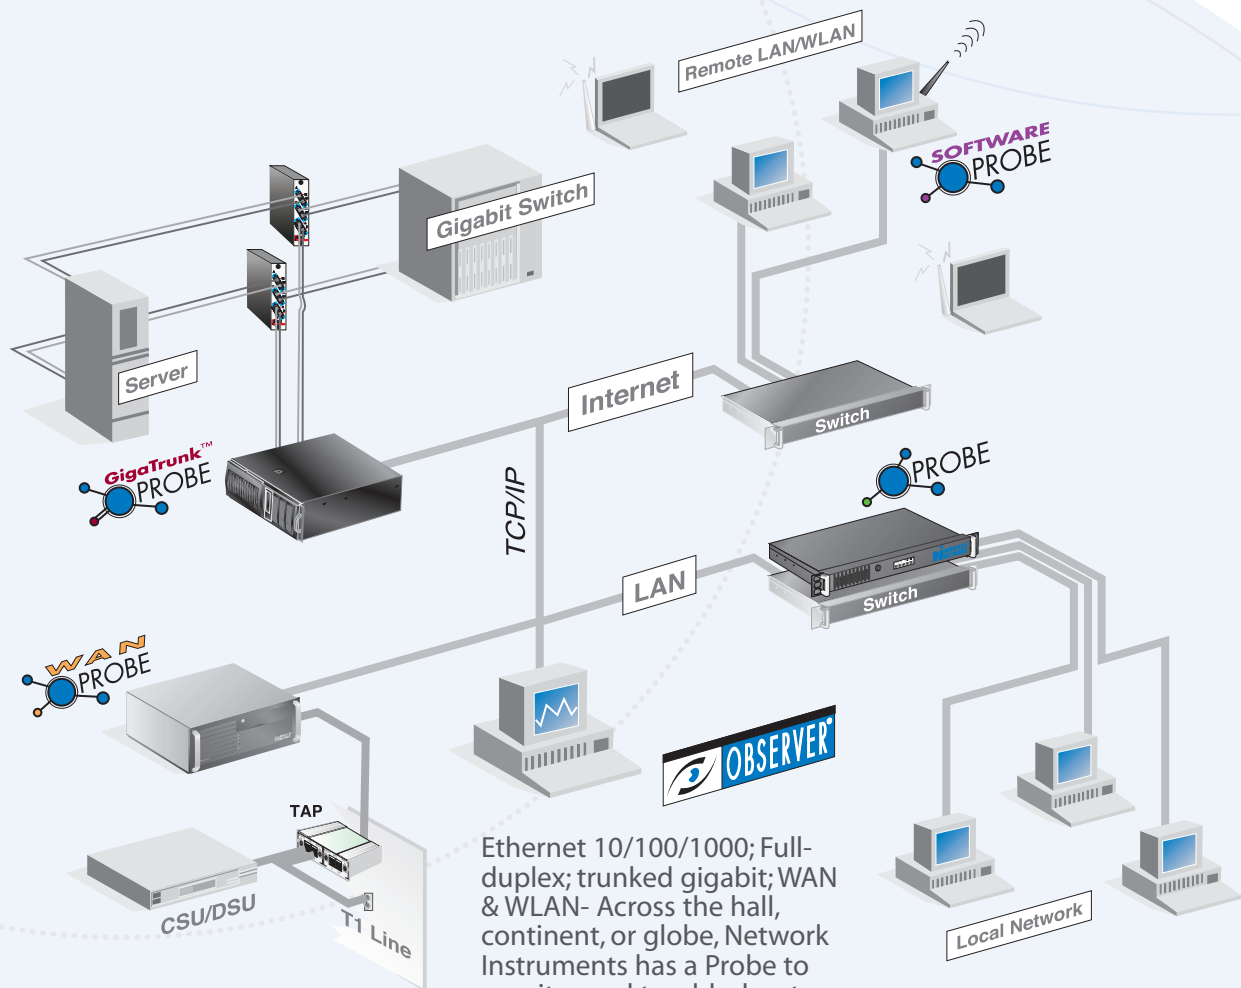 Remote LAN/WLAN
SOFTWARE
PROBE
Gigabit Switch
Server
Internet
Switch
GigaTrunk™
PROBE
PROBE
TCP/IP
LAN
Switch
WAN
PROBE
OBSERVER®
TAP
CSU/DSU
T1 Line
Local Network
Ethernet 10/100/1000; Full-
duplex; trunked gigabit; WAN
& WLAN- Across the hall,
continent, or globe, Network
Instruments has a Probe to